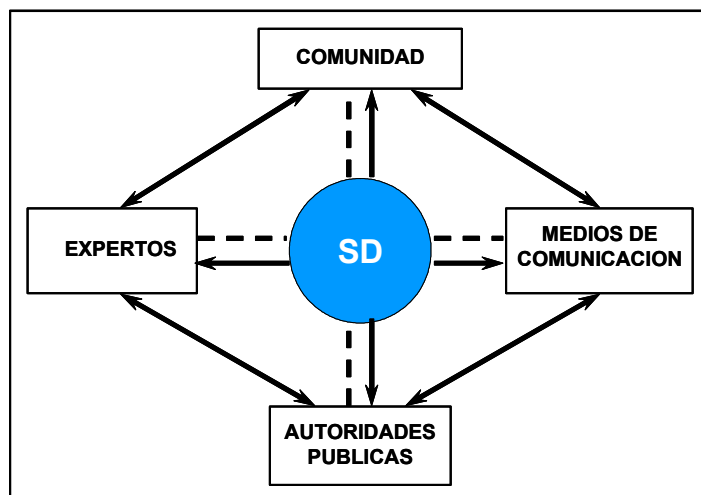 COMUNIDAD
EXPERTOS
SD
MEDIOS DE
COMUNICACION
AUTORIDADES
PUBLICAS